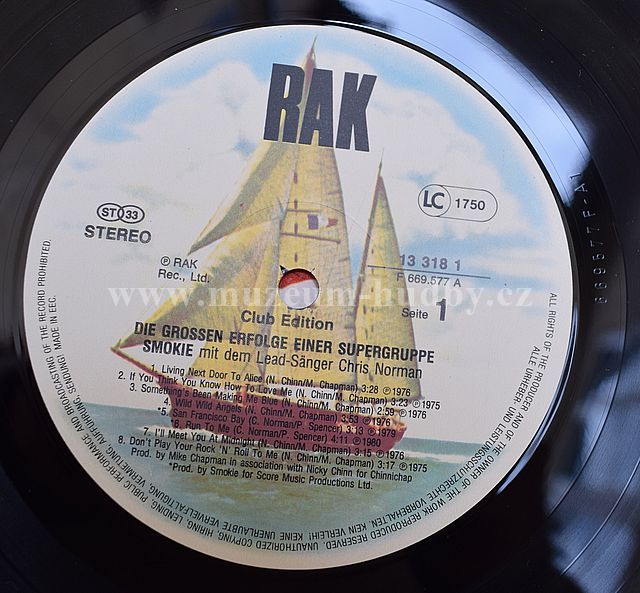 RAK
ST 33
STEREO
LC 1750
℗ RAK
Rec., Ltd.
13 318 1
F 669.577 A
Seite 1
www.muzeum-hudby.cz
Club Edition
DIE GROSSEN ERFOLGE EINER SUPERGRUPPE
SMOKIE mit dem Lead-Sänger Chris Norman
1. Living Next Door To Alice (N. Chinn/M. Chapman) 3:28 ℗ 1976
2. If You Think You Know How To Love Me (N. Chinn/M. Chapman) 3:23 ℗ 1975
3. Something's Been Making Me Blue (N. Chinn/M. Chapman) 2:59 ℗ 1976
4. Wild Wild Angels (N. Chinn/M. Chapman) 3:53 ℗ 1976
*5. San Francisco Bay (C. Norman/P. Spencer) 3:13 ℗ 1979
*6. Run To Me (C. Norman/P. Spencer) 4:11 ℗ 1980
7. I'll Meet You At Midnight (N. Chinn/M. Chapman) 3:15 ℗ 1976
8. Don't Play Your Rock 'N' Roll To Me (N. Chinn/M. Chapman) 3:17 ℗ 1975
Prod. by Mike Chapman in association with Nicky Chinn for Chinnichap
*Prod. by Smokie for Score Music Productions Ltd.
ALL RIGHTS OF THE PRODUCER AND OF THE OWNER OF THE WORK REPRODUCED RESERVED. UNAUTHORIZED COPYING, HIRING, LENDING, PUBLIC PERFORMANCE AND BROADCASTING OF THE RECORD PROHIBITED.
ALLE URHEBER- UND LEISTUNGSSCHUTZRECHTE VORBEHALTEN. KEIN VERLEIH! KEINE UNERLAUBTE VERVIELFÄLTIGUNG, VERMIETUNG, AUFFÜHRUNG, SENDUNG! MADE IN EEC.
669577F-A1